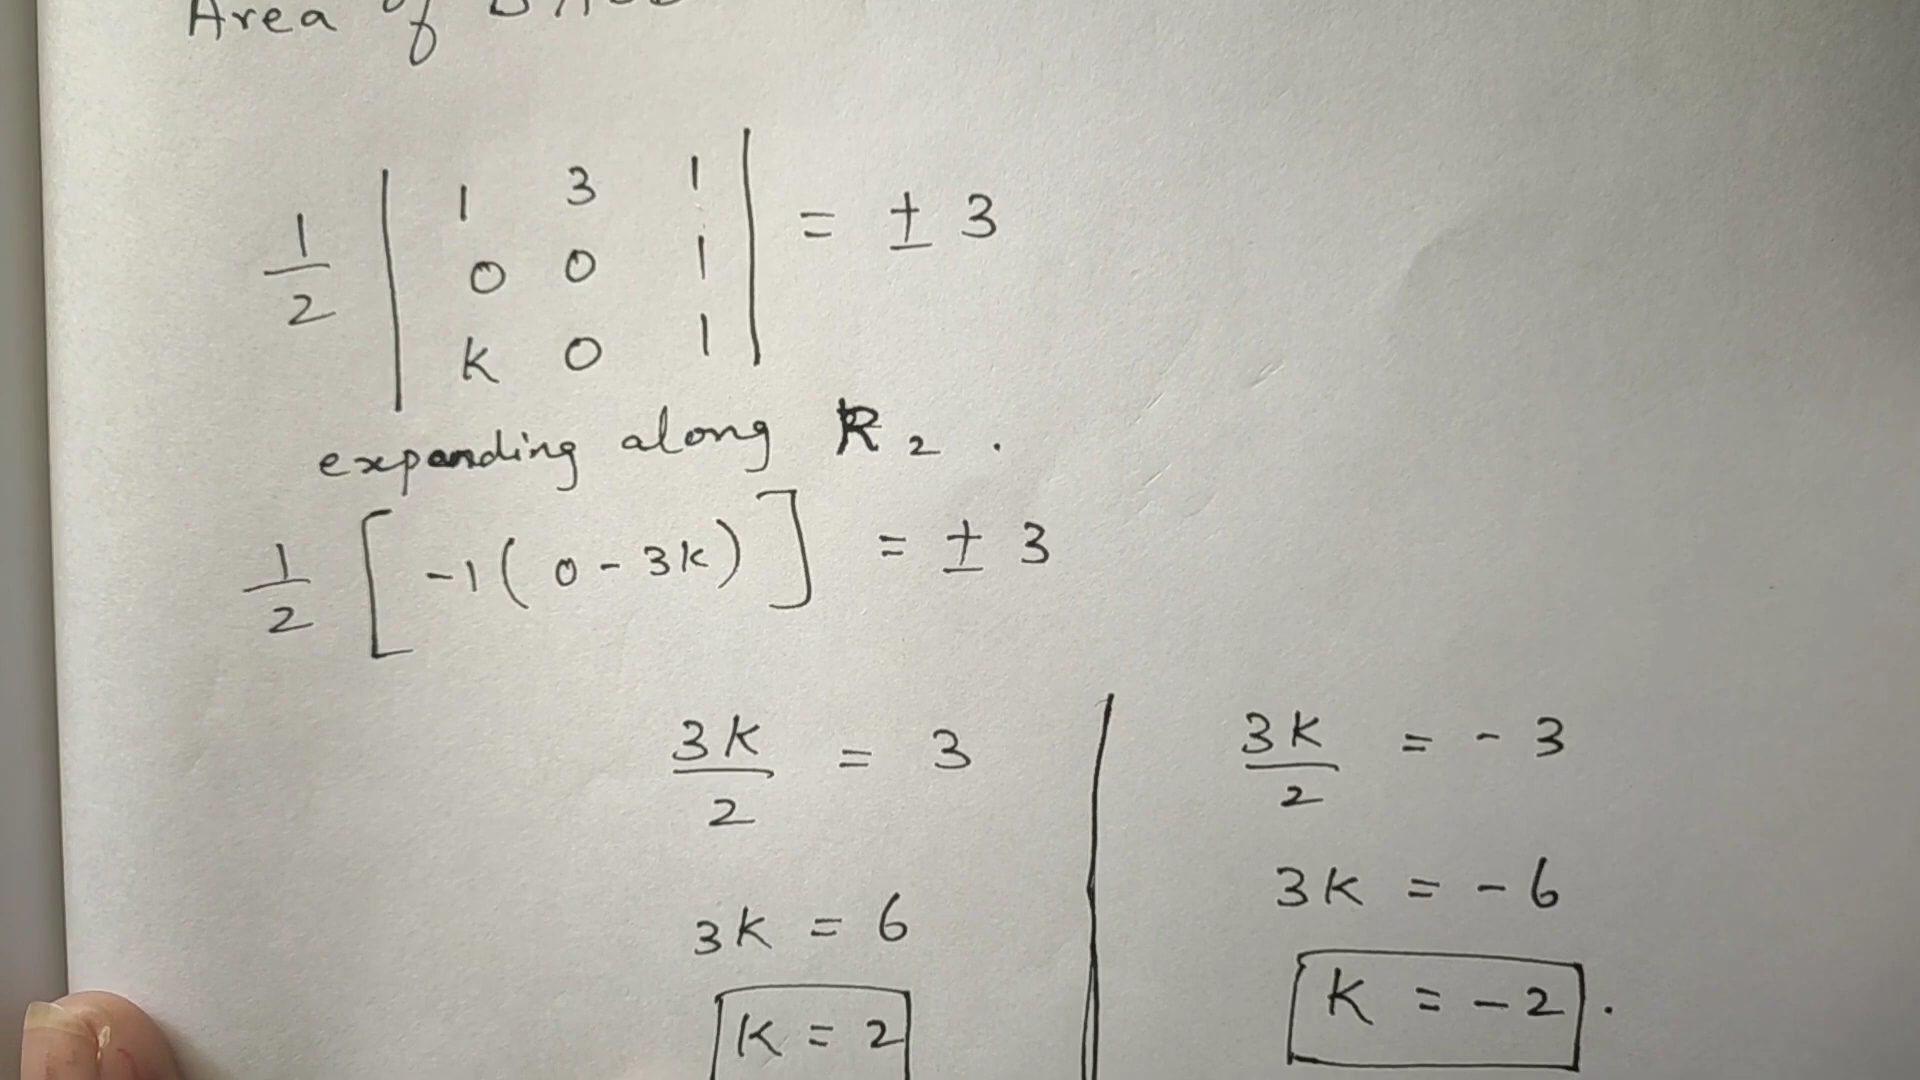 Area of
1/2 | 1 3 1 | = ± 3
| 0 0 1 |
| K 0 1 |
expanding along R₂ .
1/2 [ -1 ( 0 - 3K ) ] = ± 3
3K/2 = 3 | 3K/2 = - 3
3K = 6 | 3K = - 6
K = 2 | K = - 2 .